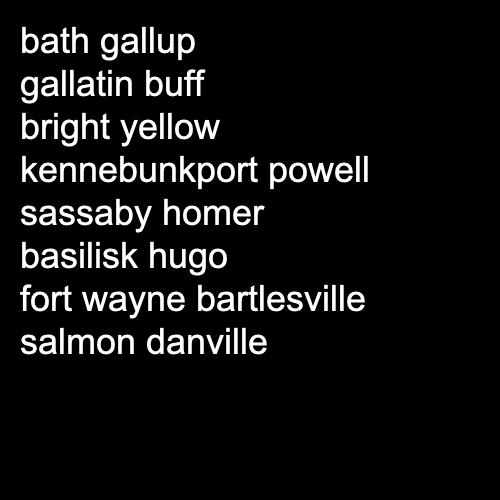 bath gallup
gallatin buff
bright yellow
kennebunkport powell
sassaby homer
basilisk hugo
fort wayne bartlesville
salmon danville